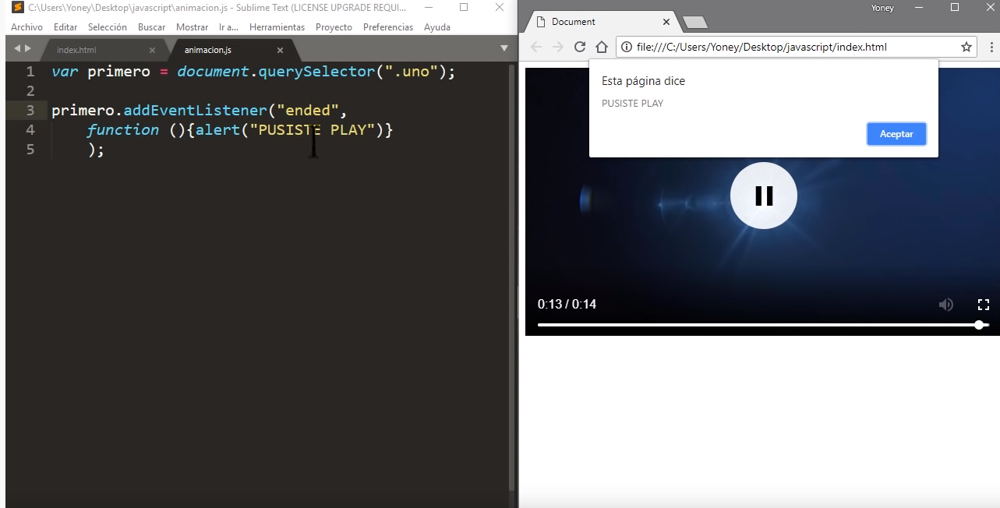 C:\Users\Yoney\Desktop\javascript\animacion.js - Sublime Text (LICENSE UPGRADE REQUI...
Archivo Editar Selección Buscar Mostrar Ir a... Herramientas Proyecto Preferencias Ayuda
index.html animacion.js
1 var primero = document.querySelector(".uno");
2
3 primero.addEventListener("ended",
4 function (){alert("PUSISTE PLAY")}
5 );
Yoney
Document
file:///C:/Users/Yoney/Desktop/javascript/index.html
Esta página dice
PUSISTE PLAY
Aceptar
0:13 / 0:14